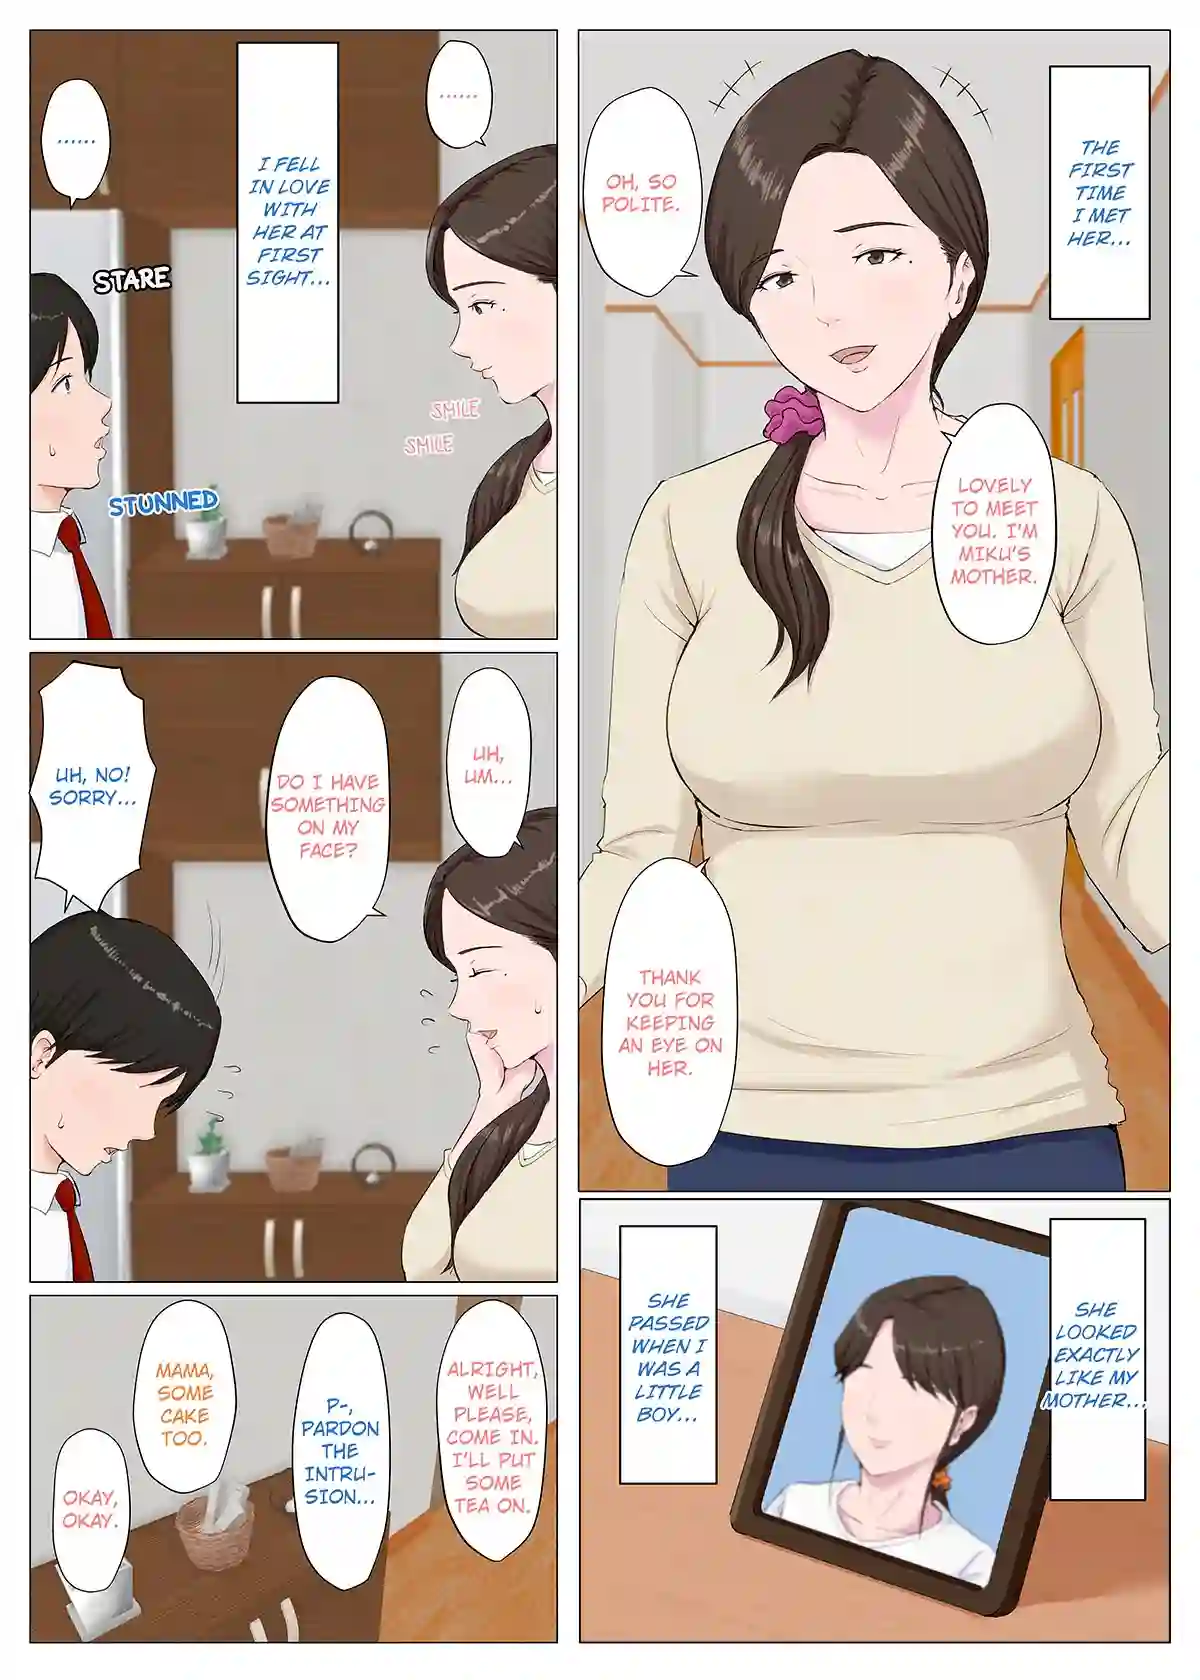 THE
FIRST
TIME
I MET
HER...
OH, SO
POLITE.
LOVELY
TO MEET
YOU. I'M
MIKU'S
MOTHER.
THANK
YOU FOR
KEEPING
AN EYE ON
HER.
SHE
LOOKED
EXACTLY
LIKE MY
MOTHER...
SHE
PASSED
WHEN I
WAS A
LITTLE
BOY...
......
I FELL
IN LOVE
WITH
HER AT
FIRST
SIGHT...
......
STARE
SMILE
SMILE
STUNNED
UH,
UM...
DO I HAVE
SOMETHING
ON MY
FACE?
UH, NO!
SORRY...
ALRIGHT,
WELL
PLEASE,
COME IN.
I'LL PUT
SOME
TEA ON.
P-,
PARDON
THE
INTRU-
SION...
MAMA,
SOME
CAKE
TOO.
OKAY,
OKAY.